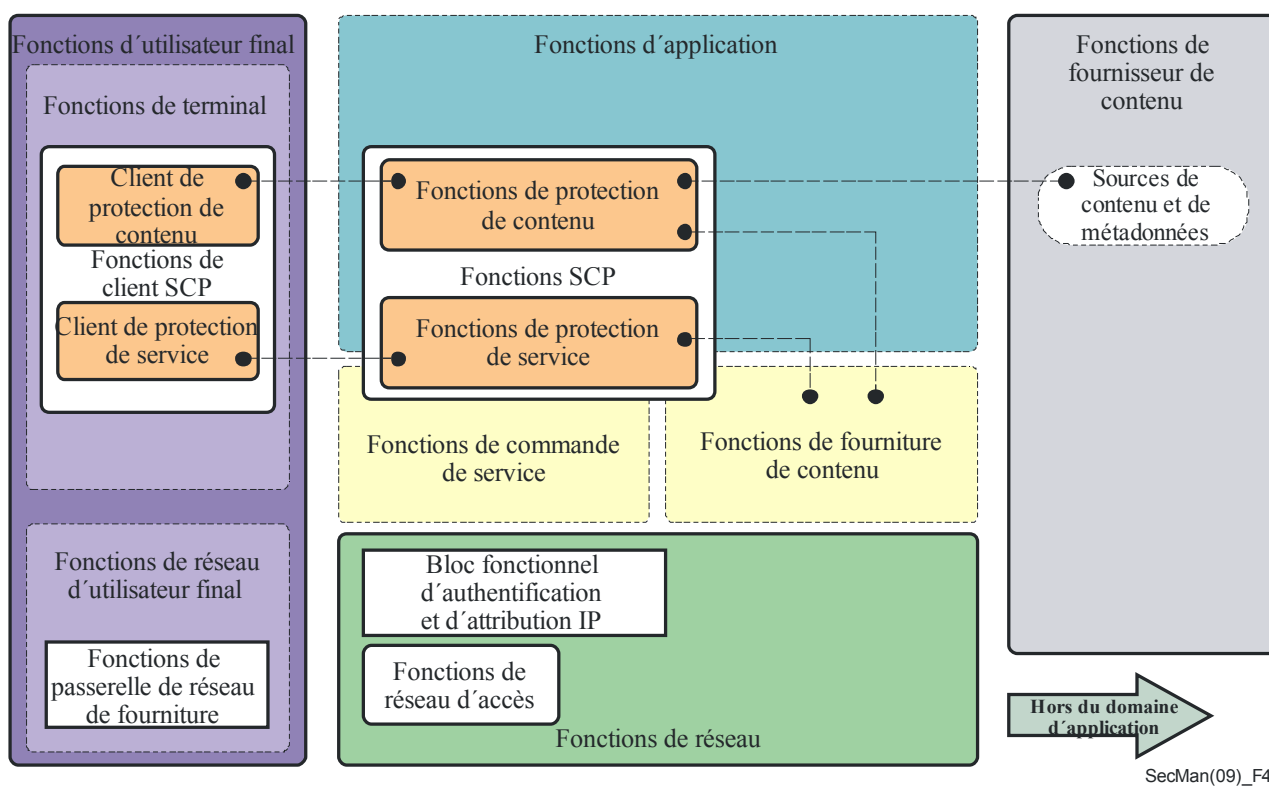 Fonctions d´utilisateur final
Fonctions de terminal
Client de
protection de
contenu
Fonctions de
client SCP
Client de protection
de service
Fonctions de réseau
d´utilisateur final
Fonctions de
passerelle de réseau
de fourniture
Fonctions d´application
Fonctions de protection
de contenu
Fonctions SCP
Fonctions de protection
de service
Fonctions de commande
de service
Fonctions de fourniture
de contenu
Bloc fonctionnel
d´authentification
et d´attribution IP
Fonctions de
réseau d´accès
Fonctions de réseau
Fonctions de
fournisseur de
contenu
Sources de
contenu et de
métadonnées
Hors du domaine
d´application
SecMan(09)_F4